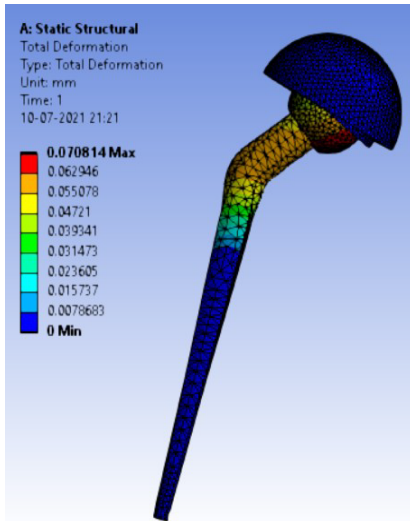 A: Static Structural
Total Deformation
Type: Total Deformation
Unit: mm
Time: 1
10-07-2021 21:21
0.070814 Max
0.062946
0.055078
0.04721
0.039341
0.031473
0.023605
0.015737
0.0078683
0 Min